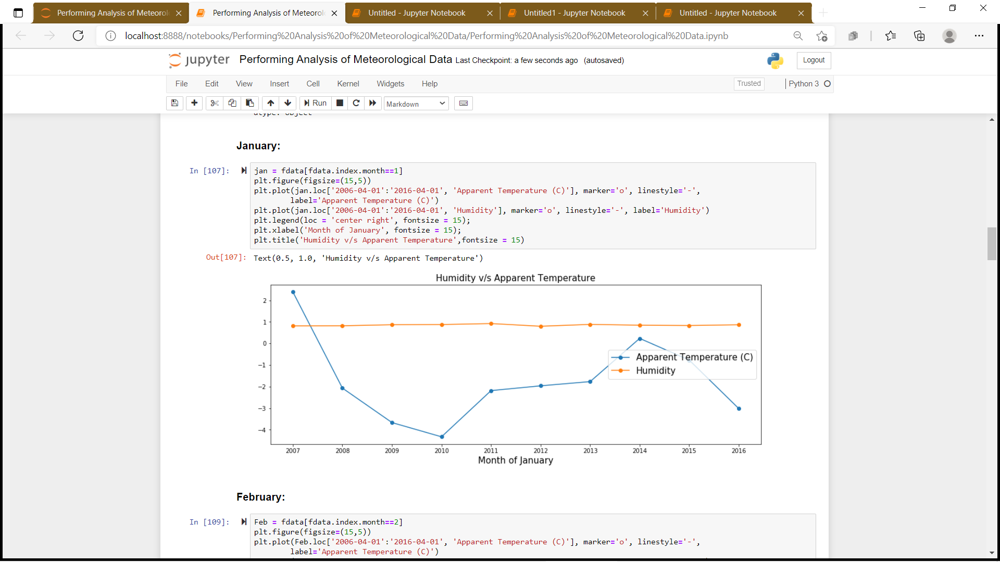 Performing Analysis of Meteorol
Performing Analysis of Meteorol
Untitled - Jupyter Notebook
Untitled1 - Jupyter Notebook
Untitled - Jupyter Notebook
localhost:8888/notebooks/Performing%20Analysis%20of%20Meteorological%20Data/Performing%20Analysis%20of%20Meteorological%20Data.ipynb
jupyter Performing Analysis of Meteorological Data Last Checkpoint: a few seconds ago (autosaved)
Logout
File Edit View Insert Cell Kernel Widgets Help
Trusted
Python 3
Run
Markdown
dtype: object
January:
In [107]:
jan = fdata[fdata.index.month==1]
plt.figure(figsize=(15,5))
plt.plot(jan.loc['2006-04-01':'2016-04-01', 'Apparent Temperature (C)'], marker='o', linestyle='-',
label='Apparent Temperature (C)')
plt.plot(jan.loc['2006-04-01':'2016-04-01', 'Humidity'], marker='o', linestyle='-', label='Humidity')
plt.legend(loc = 'center right', fontsize = 15);
plt.xlabel('Month of January', fontsize = 15);
plt.title('Humidity v/s Apparent Temperature',fontsize = 15)
Out[107]: Text(0.5, 1.0, 'Humidity v/s Apparent Temperature')
Humidity v/s Apparent Temperature
2
1
0
−1
−2
−3
−4
Apparent Temperature (C)
Humidity
2007 2008 2009 2010 2011 2012 2013 2014 2015 2016
Month of January
February:
In [109]:
Feb = fdata[fdata.index.month==2]
plt.figure(figsize=(15,5))
plt.plot(Feb.loc['2006-04-01':'2016-04-01', 'Apparent Temperature (C)'], marker='o', linestyle='-',
label='Apparent Temperature (C)')